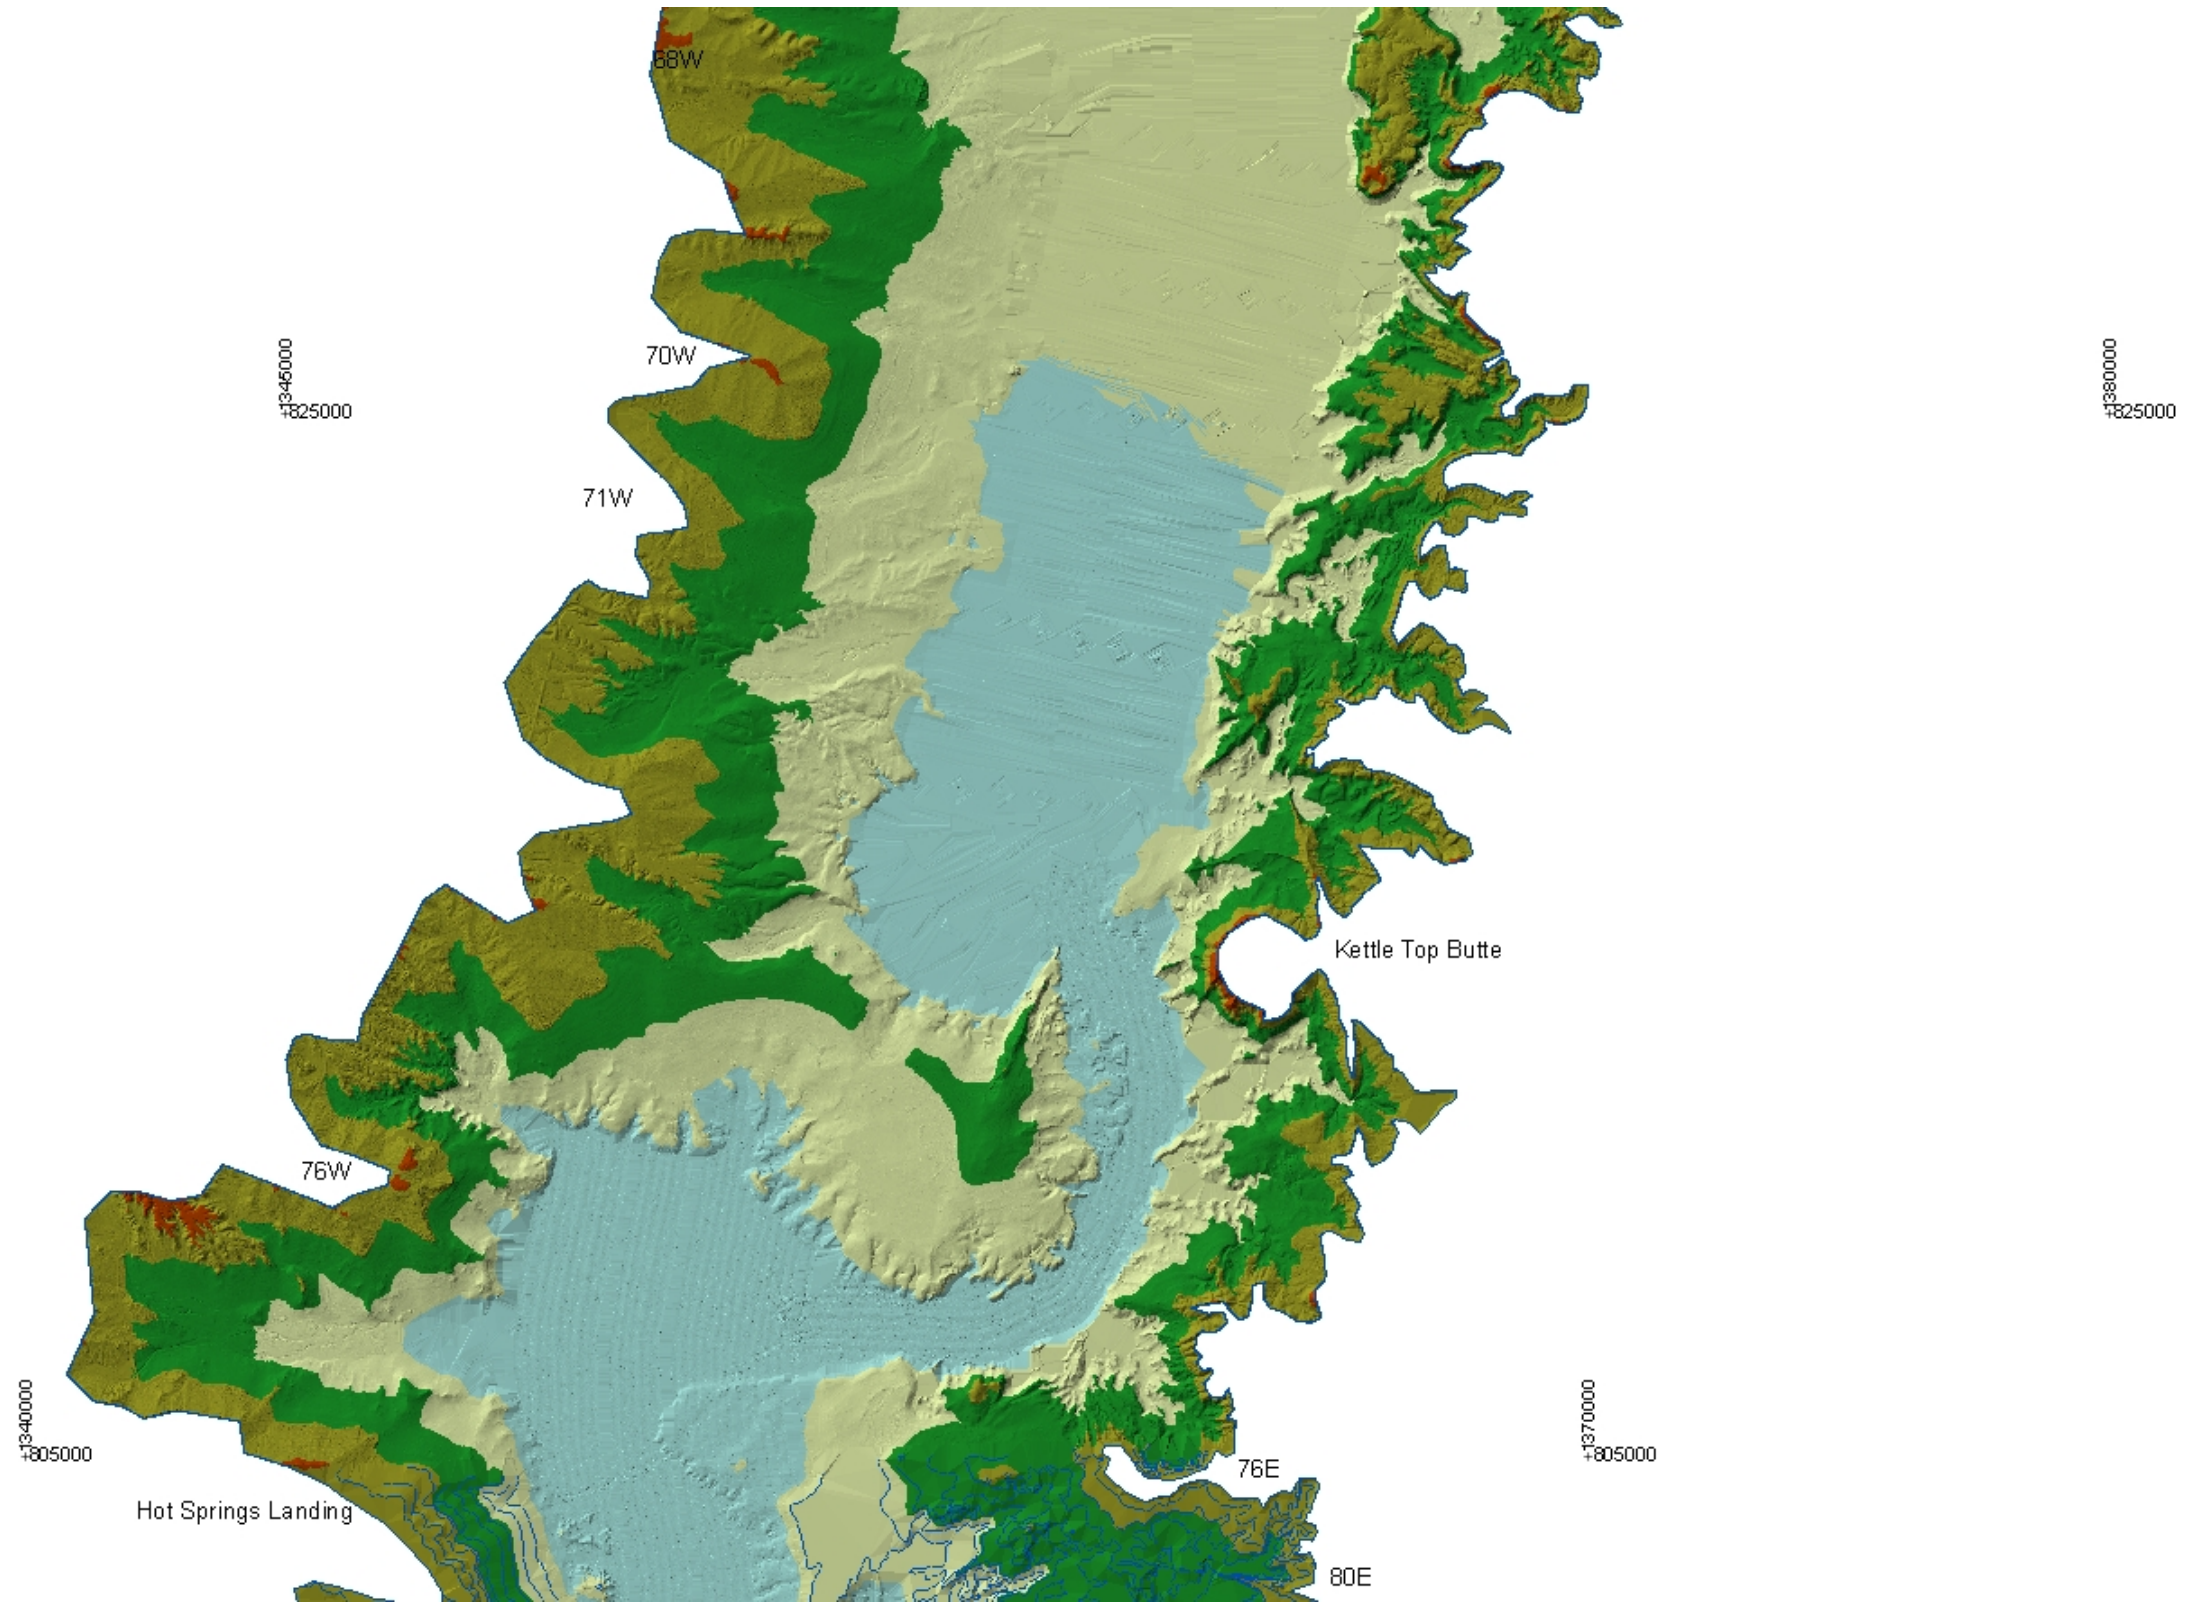 68W
70W
1345000
+825000
1380000
+825000
71W
Kettle Top Butte
76W
1340000
+805000
1370000
+805000
76E
Hot Springs Landing
80E